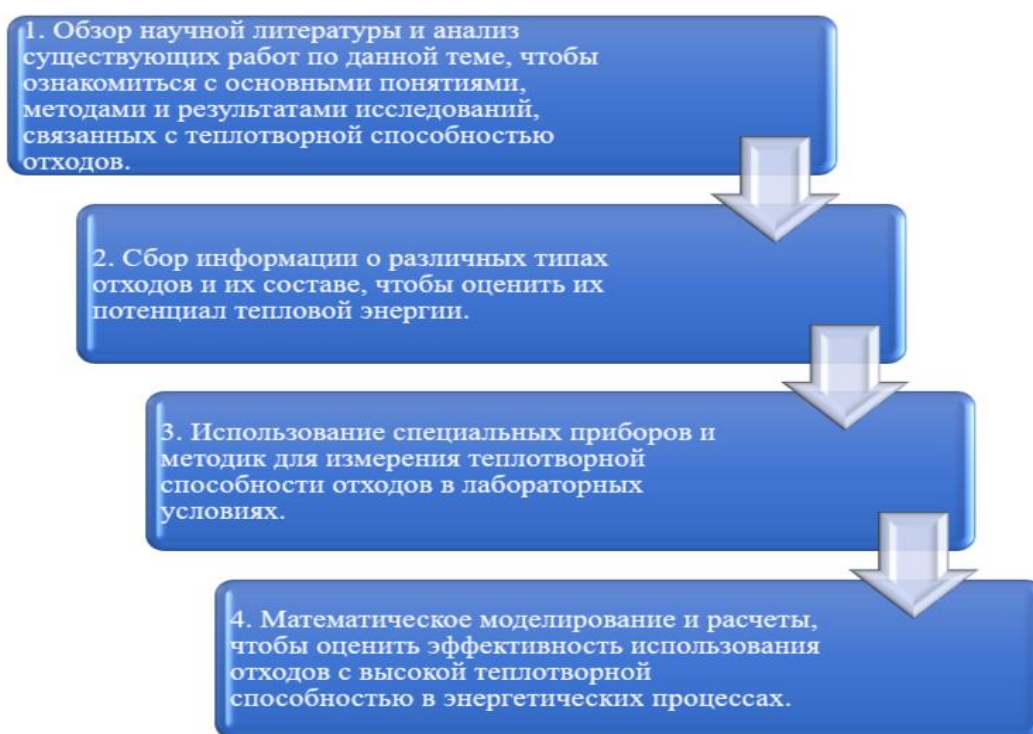 1. Обзор научной литературы и анализ
существующих работ по данной теме, чтобы
ознакомиться с основными понятиями,
методами и результатами исследований,
связанных с теплотворной способностью
отходов.
2. Сбор информации о различных типах
отходов и их составе, чтобы оценить их
потенциал тепловой энергии.
3. Использование специальных приборов и
методик для измерения теплотворной
способности отходов в лабораторных
условиях.
4. Математическое моделирование и расчеты,
чтобы оценить эффективность использования
отходов с высокой теплотворной
способностью в энергетических процессах.